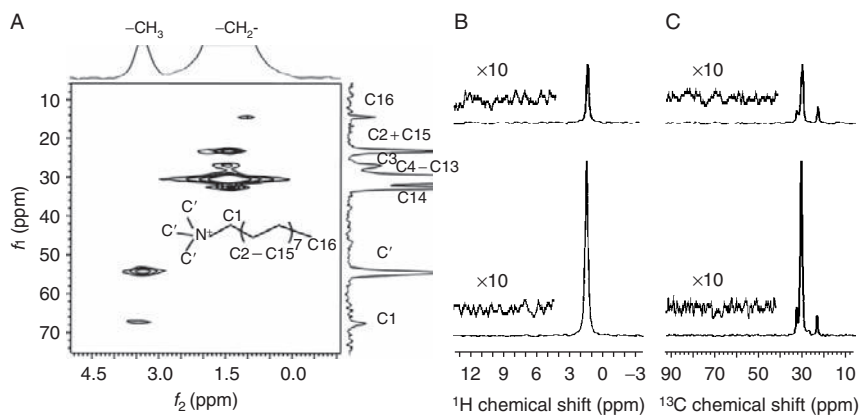 A
–CH3
–CH2-
10
20
30
40
50
60
70
f1 (ppm)
4.5
3.0
1.5
0.0
f2 (ppm)
C16
C2+C15
C3
C4–C13
C14
C'
C1
C'
C'
C'
N+
C1
C2–C15
7
C16
B
×10
×10
12
9
6
3
0
−3
1H chemical shift (ppm)
C
×10
×10
90
70
50
30
10
13C chemical shift (ppm)